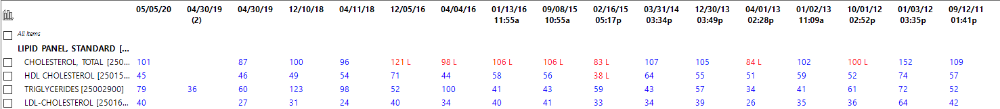 05/05/20 04/30/19 04/30/19 12/10/18 04/11/18 12/05/16 04/04/16 01/13/16 09/08/15 02/16/15 03/31/14 12/30/13 04/01/13 01/02/13 10/01/12 01/03/12 09/12/11
(2) 11:55a 10:55a 05:17p 03:34p 03:49p 02:28p 11:09a 02:52p 03:35p 01:41p
All Items
LIPID PANEL, STANDARD [...
CHOLESTEROL, TOTAL [250... 101 87 100 96 121 L 98 L 106 L 106 L 83 L 107 105 84 L 102 100 L 152 109
HDL CHOLESTEROL [25015... 45 46 49 54 71 44 58 56 38 L 64 55 51 59 52 74 57
TRIGLYCERIDES [25002900] 79 36 60 123 98 52 100 41 43 59 43 57 34 41 61 72 52
LDL-CHOLESTEROL [25016... 40 27 31 24 40 34 40 41 33 34 39 26 35 36 64 42